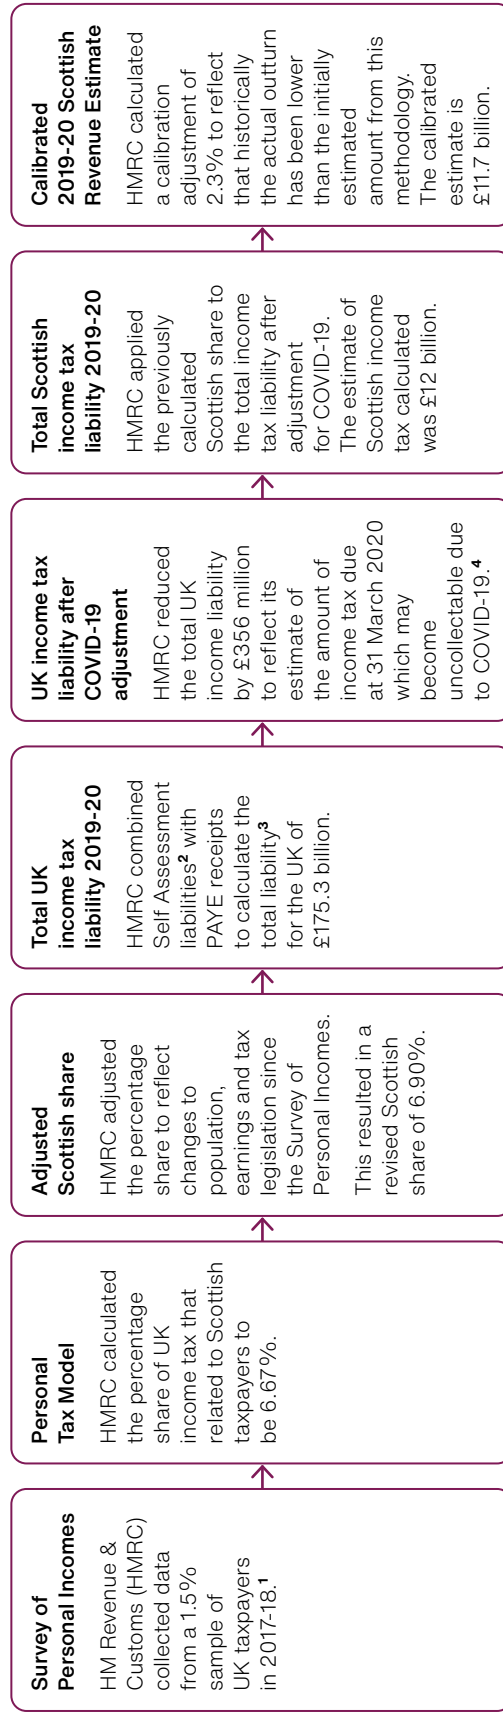 Survey of
Personal Incomes
HM Revenue &
Customs (HMRC)
collected data
from a 1.5%
sample of
UK taxpayers
in 2017-18.1
Personal
Tax Model
HMRC calculated
the percentage
share of UK
income tax that
related to Scottish
taxpayers to
be 6.67%.
Adjusted
Scottish share
HMRC adjusted
the percentage
share to reflect
changes to
population,
earnings and tax
legislation since
the Survey of
Personal Incomes.
This resulted in a
revised Scottish
share of 6.90%.
Total UK
income tax
liability 2019-20
HMRC combined
Self Assessment
liabilities2 with
PAYE receipts
to calculate the
total liability3
for the UK of
£175.3 billion.
UK income tax
liability after
COVID-19
adjustment
HMRC reduced
the total UK
income liability
by £356 million
to reflect its
estimate of
the amount of
income tax due
at 31 March 2020
which may
become
uncollectable due
to COVID-19.4
Total Scottish
income tax
liability 2019-20
HMRC applied
the previously
calculated
Scottish share to
the total income
tax liability after
adjustment
for COVID-19.
The estimate of
Scottish income
tax calculated
was £12 billion.
Calibrated
2019-20 Scottish
Revenue Estimate
HMRC calculated
a calibration
adjustment of
2.3% to reflect
that historically
the actual outturn
has been lower
than the initially
estimated
amount from this
methodology.
The calibrated
estimate is
£11.7 billion.